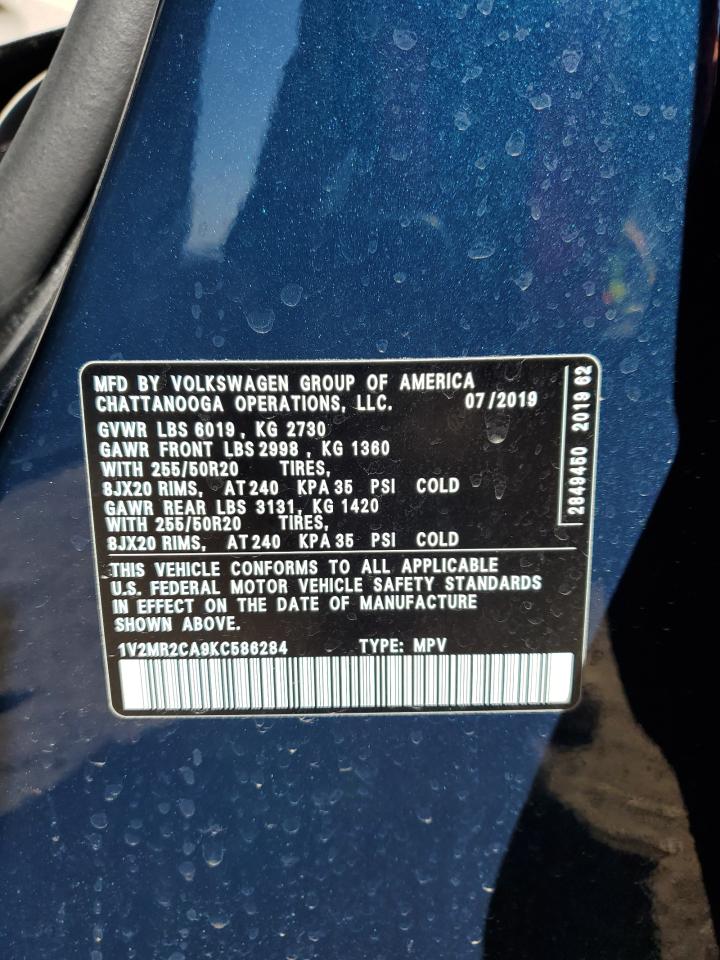 MFD BY VOLKSWAGEN GROUP OF AMERICA
CHATTANOOGA OPERATIONS, LLC. 07/2019
GVWR LBS 6019, KG 2730
GAWR FRONT LBS 2998, KG 1360
WITH 255/50R20 TIRES,
8JX20 RIMS, AT 240 KPA 35 PSI COLD
GAWR REAR LBS 3131, KG 1420
WITH 255/50R20 TIRES,
8JX20 RIMS, AT 240 KPA 35 PSI COLD
THIS VEHICLE CONFORMS TO ALL APPLICABLE
U.S. FEDERAL MOTOR VEHICLE SAFETY STANDARDS
IN EFFECT ON THE DATE OF MANUFACTURE
SHOWN ABOVE.
1V2MR2CA9KC586284 TYPE: MPV
2849450 2019 62